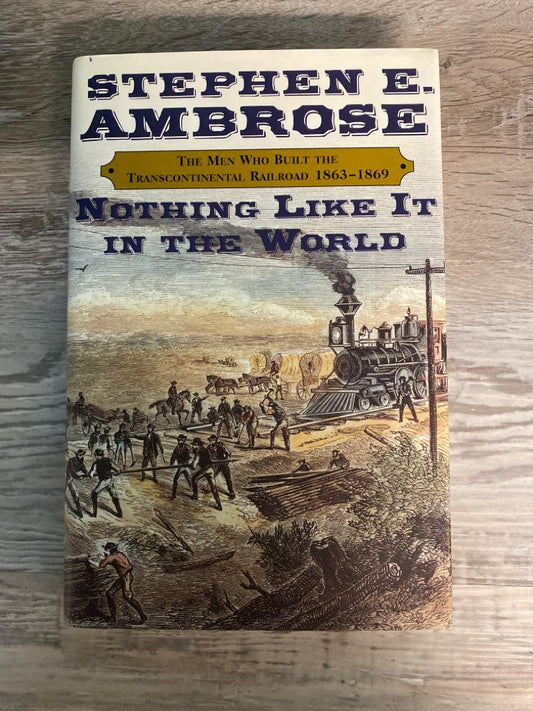 STEPHEN E.
AMBROSE
THE MEN WHO BUILT THE
TRANSCONTINENTAL RAILROAD 1863–1869
NOTHING LIKE IT
IN THE WORLD